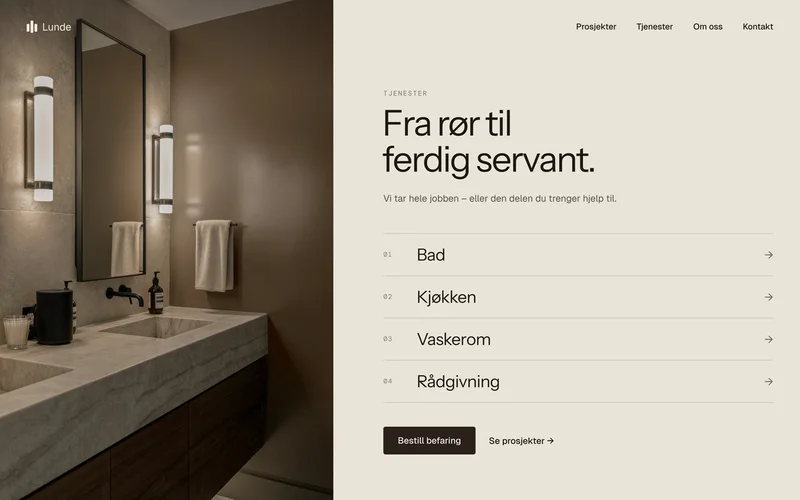 Lunde
Prosjekter Tjenester Om oss Kontakt
TJENESTER
Fra rør til
ferdig servant.
Vi tar hele jobben – eller den delen du trenger hjelp til.
01 Bad →
02 Kjøkken →
03 Vaskerom →
04 Rådgivning →
Bestill befaring Se prosjekter →